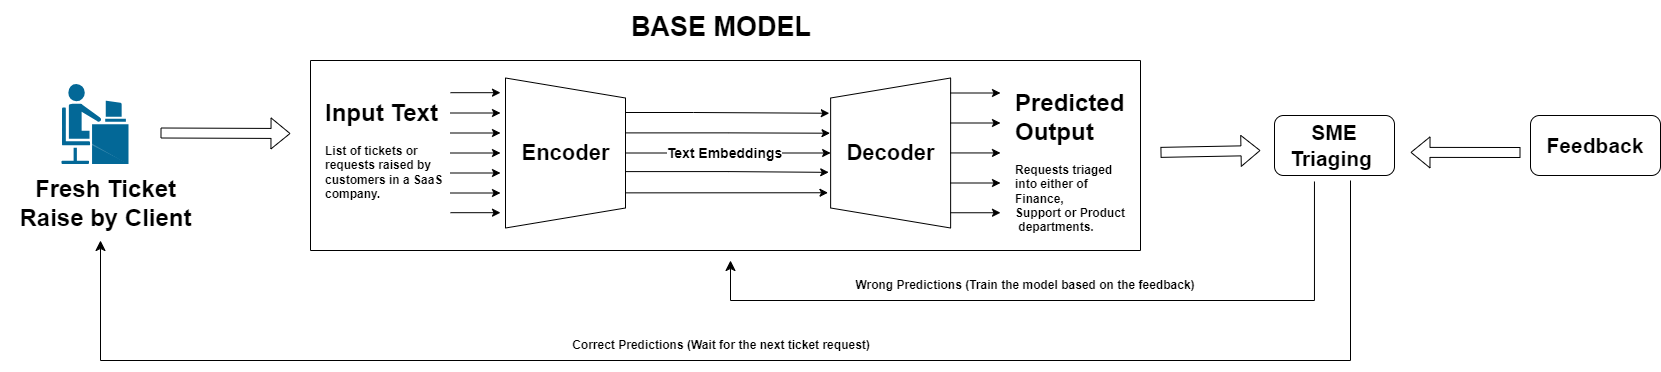 BASE MODEL
Fresh Ticket
Raise by Client
Input Text
List of tickets or
requests raised by
customers in a SaaS
company.
Encoder
Text Embeddings
Decoder
Predicted
Output
Requests triaged
into either of
Finance,
Support or Product
departments.
SME
Triaging
Feedback
Wrong Predictions (Train the model based on the feedback)
Correct Predictions (Wait for the next ticket request)